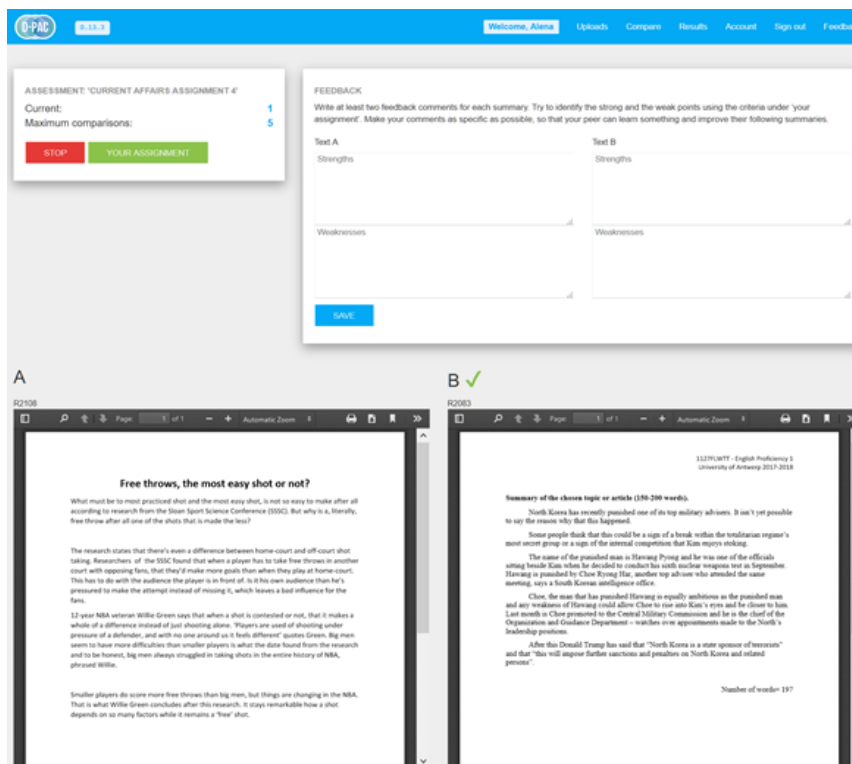 D-PAC
0.13.3
Welcome, Alena
Uploads
Compare
Results
Account
Sign out
Feedba
ASSESSMENT: 'CURRENT AFFAIRS ASSIGNMENT 4'
Current: 1
Maximum comparisons: 5
STOP
YOUR ASSIGNMENT
FEEDBACK
Write at least two feedback comments for each summary. Try to identify the strong and the weak points using the criteria under 'your
assignment'. Make your comments as specific as possible, so that your peer can learn something and improve their following summaries.
Text A
Text B
Strengths
Strengths
Weaknesses
Weaknesses
SAVE
A
R2108
Page: 1 of 1
Automatic Zoom
Free throws, the most easy shot or not?
What must be to most practiced shot and the most easy shot, is not so easy to make after all
according to research from the Sloan Sport Science Conference (SSSC). But why is a, literally,
free throw after all one of the shots that is made the less?
The research states that there's even a difference between home-court and off-court shot
taking. Researchers of the SSSC found that when a player has to take free throws in another
court with opposing fans, that they'd make more goals than when they play at home-court.
This has to do with the audience the player is in front of. Is it his own audience than he's
pressured to make the attempt instead of missing it, which leaves a bad influence for the
fans.
12-year NBA veteran Willie Green says that when a shot is contested or not, that it makes a
whole of a difference instead of just shooting alone. 'Players are used of shooting under
pressure of a defender, and with no one around us it feels different' quotes Green. Big men
seem to have more difficulties than smaller players is what the date found from the research
and to be honest, big men always struggled in taking shots in the entire history of NBA,
phrosed Willie.
Smaller players do score more free throws than big men, but things are changing in the NBA.
That is what Willie Green concludes after this research. It stays remarkable how a shot
depends on so many factors while it remains a 'free' shot.
B
R2083
Page: 1 of 1
Automatic Zoom
1127FLWTT - English Proficiency 1
University of Antwerp 2017-2018
Summary of the chosen topic or article (150-200 words).
North Korea has recently punished one of its top military advisers. It isn't yet possible
to say the reason why that this happened.
Some people think that this could be a sign of a break within the totalitarian regime's
most secret group or a sign of the internal competition that Kim enjoys stoking.
The name of the punished man is Hawang Pyong and he was one of the officials
sitting beside Kim when he decided to conduct his sixth nuclear weapons test in September.
Hawang is punished by Choe Ryong Hae, another top adviser who attended the same
meeting, says a South Korean intelligence office.
Choe, the man that has punished Hawang is equally ambitious as the punished man
and any weakness of Hawang could allow Choe to rise into Kim's eyes and be closer to him.
Last month is Choe promoted to the Central Military Commission and he is the chief of the
Organization and Guidance Department – watches over appointments made to the North's
leadership positions.
After this Donald Trump has said that "North Korea is a state sponsor of terrorists"
and that "this will impose further sanctions and penalties on North Korea and related
persons".
Number of words= 197